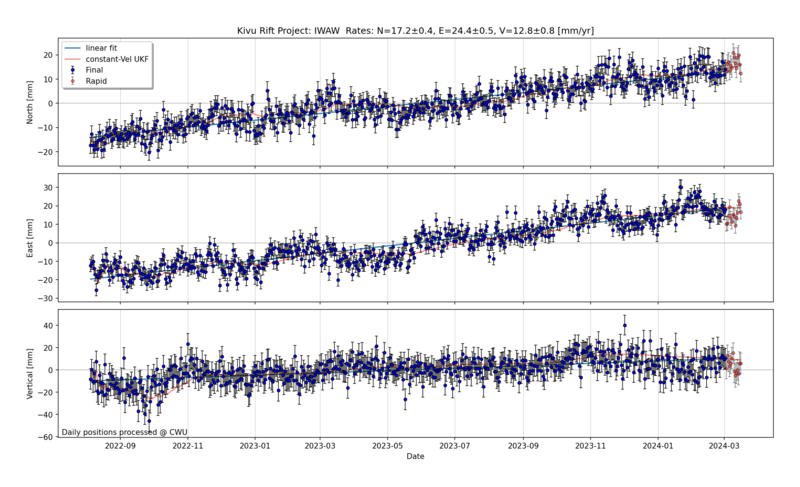 Kivu Rift Project: IWAW  Rates: N=17.2±0.4, E=24.4±0.5, V=12.8±0.8 [mm/yr]
linear fit
constant-Vel UKF
Final
Rapid
North [mm]
20
10
0
−10
−20
East [mm]
30
20
10
0
−10
−20
−30
Vertical [mm]
40
20
0
−20
−40
−60
Daily positions processed @ CWU
2022-09 2022-11 2023-01 2023-03 2023-05 2023-07 2023-09 2023-11 2024-01 2024-03
Date